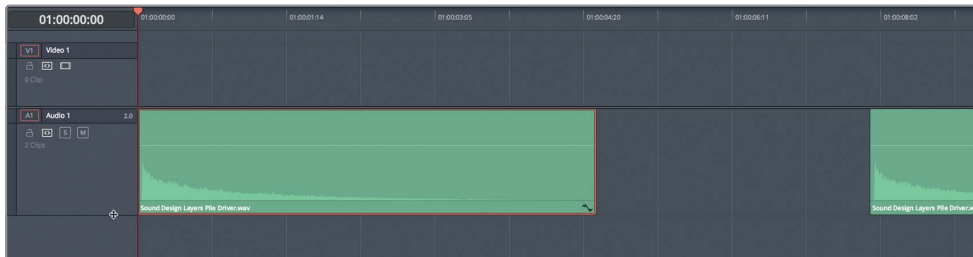 01:00:00:00
01:00:00:00 01:00:01:14 01:00:03:05 01:00:04:20 01:00:06:11 01:00:08:02
V1 Video 1
0 Clip
A1 Audio 1 2.0
S M
2 Clips
Sound Design Layers Pile Driver.wav
Sound Design Layers Pile Driver.w